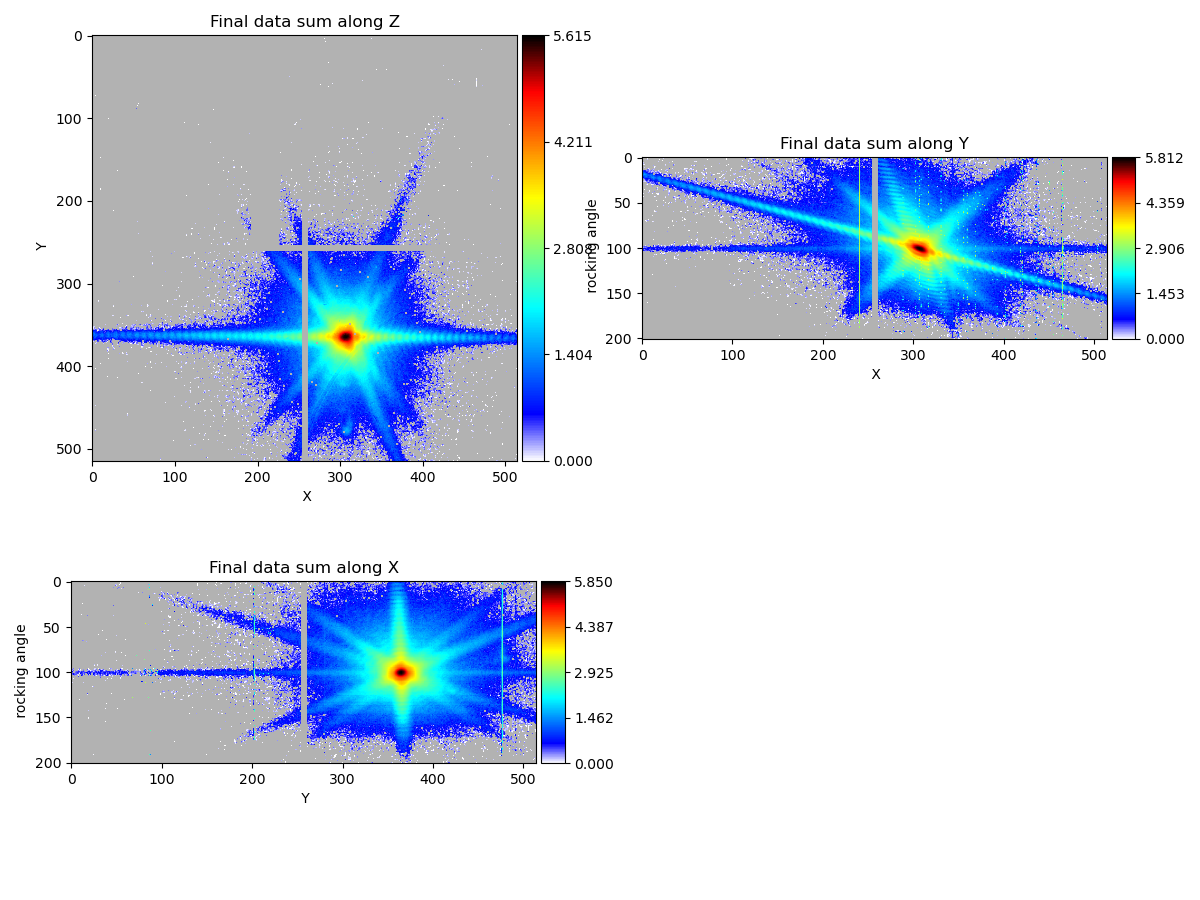 Final data sum along Z
0
100
200
300
400
500
Y
0 100 200 300 400 500
X
5.615
4.211
2.808
1.404
0.000
Final data sum along Y
0
50
100
150
200
rocking angle
0 100 200 300 400 500
X
5.812
4.359
2.906
1.453
0.000
Final data sum along X
0
50
100
150
200
rocking angle
0 100 200 300 400 500
Y
5.850
4.387
2.925
1.462
0.000